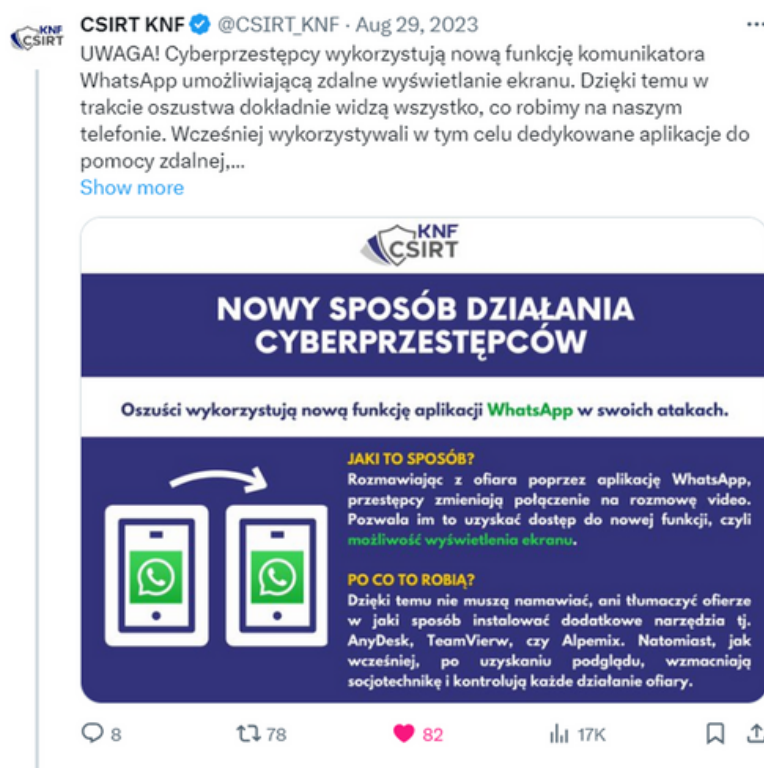 CSIRT KNF @CSIRT_KNF · Aug 29, 2023
UWAGA! Cyberprzestępcy wykorzystują nową funkcję komunikatora
WhatsApp umożliwiającą zdalne wyświetlanie ekranu. Dzięki temu w
trakcie oszustwa dokładnie widzą wszystko, co robimy na naszym
telefonie. Wcześniej wykorzystywali w tym celu dedykowane aplikacje do
pomocy zdalnej,...
Show more
KNF
CSIRT
NOWY SPOSÓB DZIAŁANIA
CYBERPRZESTĘPCÓW
Oszuści wykorzystują nową funkcję aplikacji WhatsApp w swoich atakach.
JAKI TO SPOSÓB?
Rozmawiając z ofiara poprzez aplikację WhatsApp,
przestępcy zmieniają połączenie na rozmowę video.
Pozwala im to uzyskać dostęp do nowej funkcji, czyli
możliwość wyświetlenia ekranu.
PO CO TO ROBIĄ?
Dzięki temu nie muszą namawiać, ani tłumaczyć ofierze
w jaki sposób instalować dodatkowe narzędzia tj.
AnyDesk, TeamVierw, czy Alpemix. Natomiast, jak
wcześniej, po uzyskaniu podglądu, wzmacniają
socjotechnikę i kontrolują każde działanie ofiary.
8 78 82 17K
KNF
CSIRT